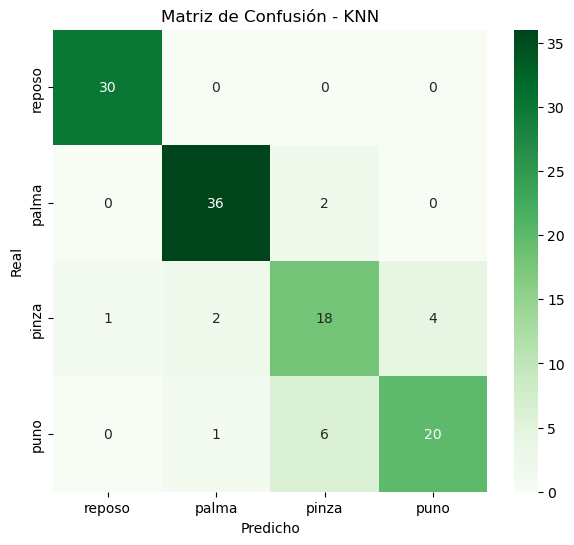 Matriz de Confusión - KNN
Real
reposo 30 0 0 0
palma 0 36 2 0
pinza 1 2 18 4
puno 0 1 6 20
reposo palma pinza puno
Predicho
35
30
25
20
15
10
5
0